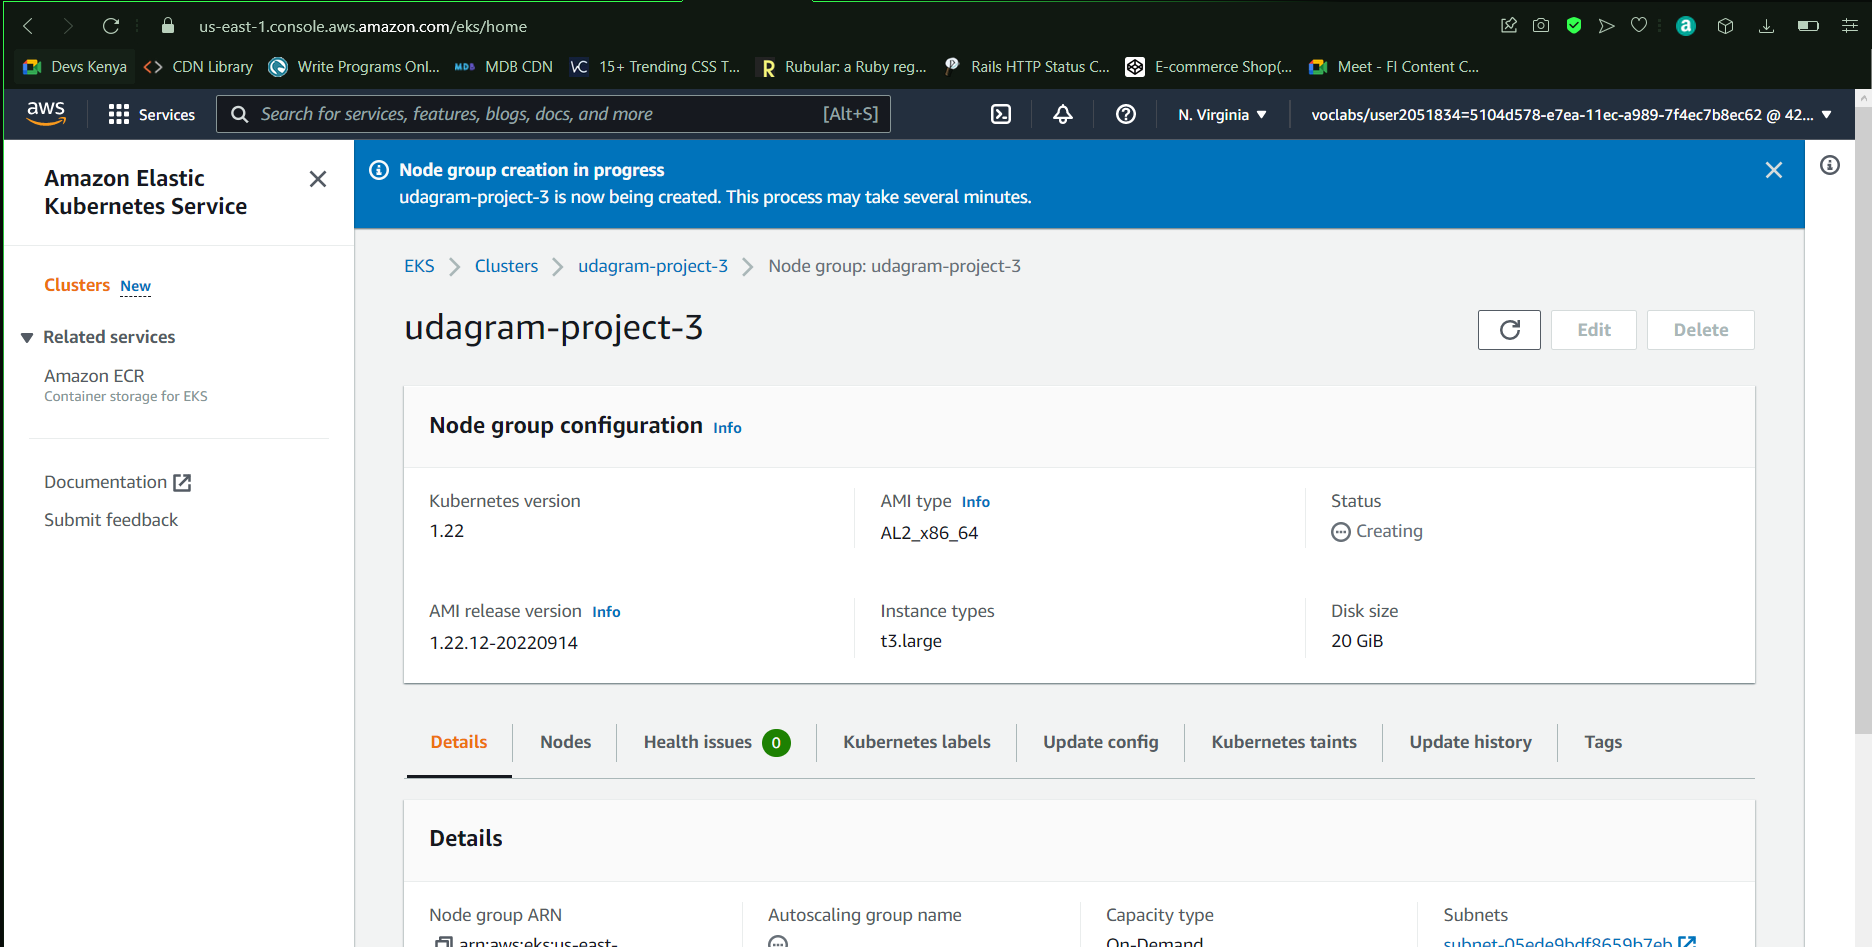 us-east-1.console.aws.amazon.com/eks/home
Devs Kenya
CDN Library
Write Programs Onl...
MDB MDB CDN
VC 15+ Trending CSS T...
R Rubular: a Ruby reg...
Rails HTTP Status C...
E-commerce Shop(...
Meet - FI Content C...
a
aws
Services
Search for services, features, blogs, docs, and more [Alt+S]
N. Virginia
voclabs/user2051834=5104d578-e7ea-11ec-a989-7f4ec7b8ec62 @ 42...
Amazon Elastic
Kubernetes Service
Clusters New
Related services
Amazon ECR
Container storage for EKS
Documentation
Submit feedback
Node group creation in progress
udagram-project-3 is now being created. This process may take several minutes.
EKS
Clusters
udagram-project-3
Node group: udagram-project-3
udagram-project-3
Edit
Delete
Node group configuration Info
Kubernetes version
1.22
AMI type Info
AL2_x86_64
Status
Creating
AMI release version Info
1.22.12-20220914
Instance types
t3.large
Disk size
20 GiB
Details
Nodes
Health issues 0
Kubernetes labels
Update config
Kubernetes taints
Update history
Tags
Details
Node group ARN
arn:aws:eks:us-east-
Autoscaling group name
Capacity type
On-Demand
Subnets
subnet-05ede9bdf8659b7eb